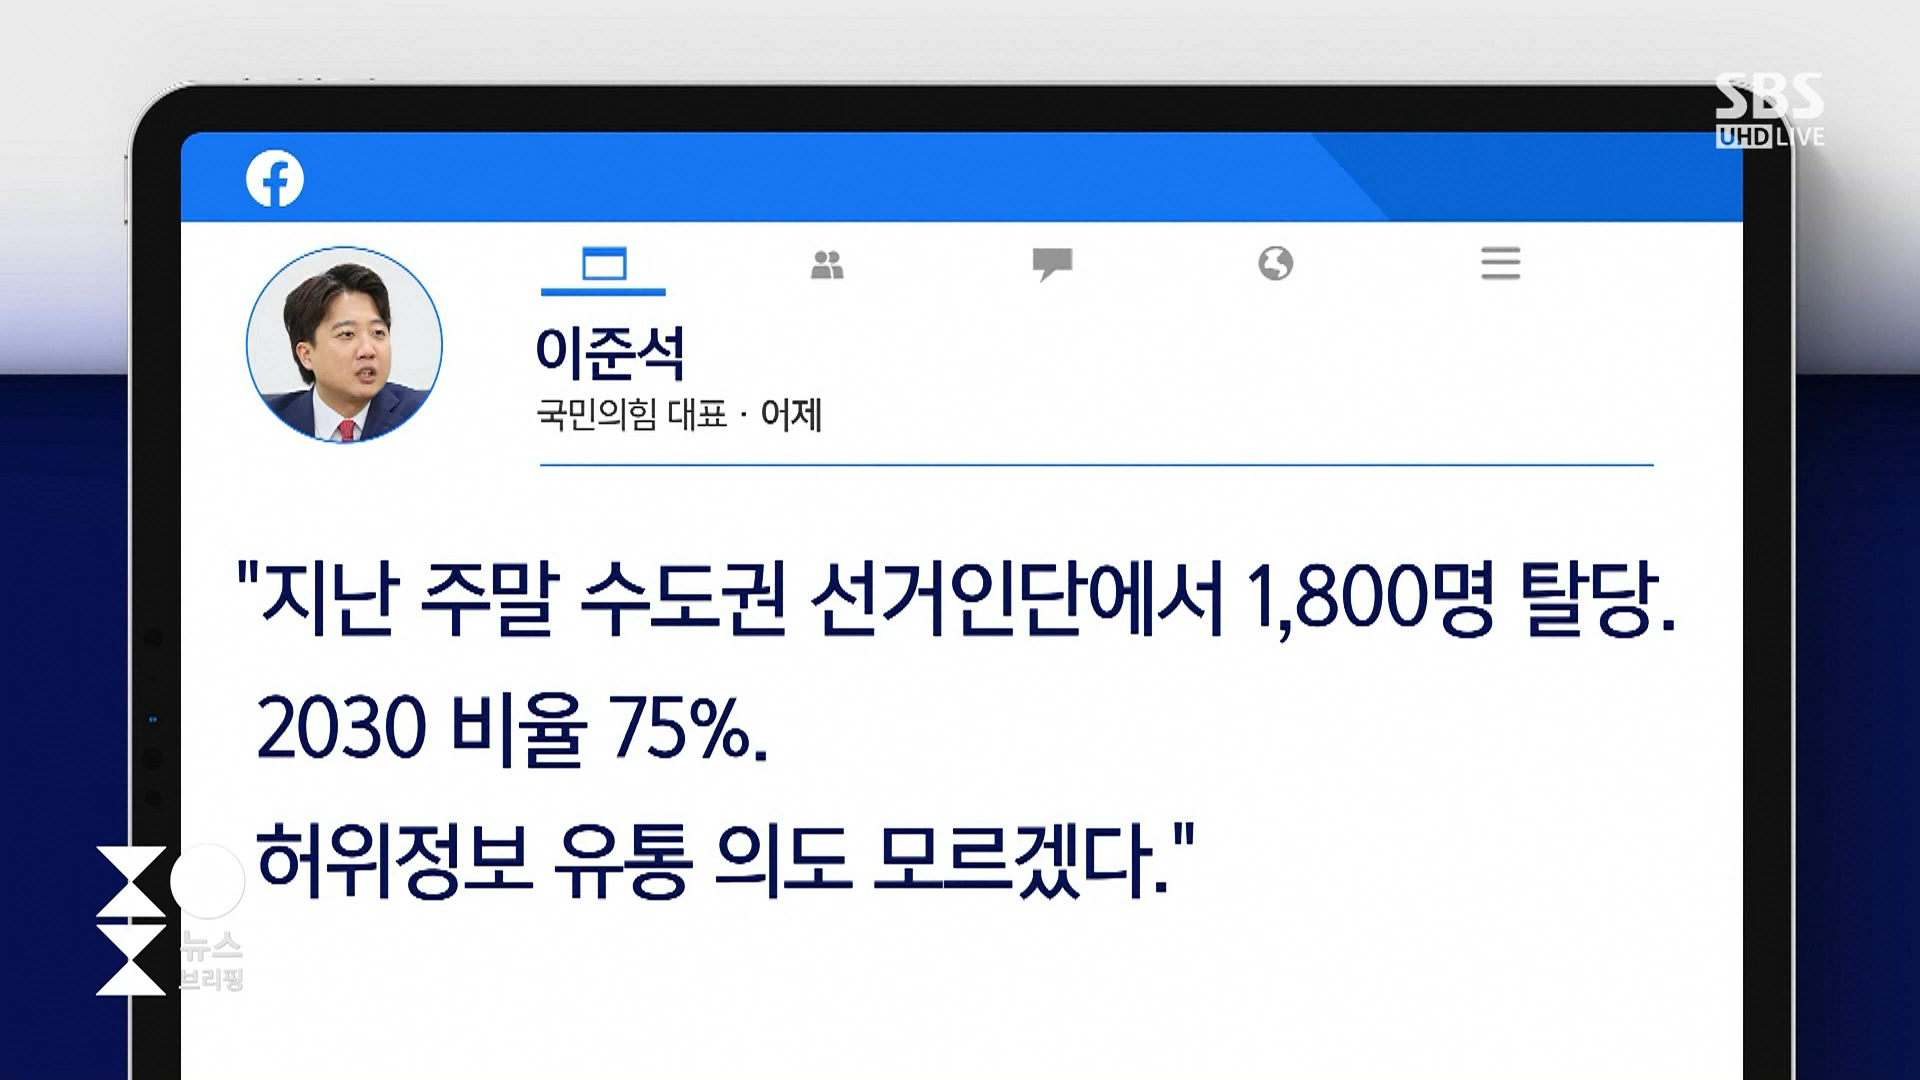 SBS
UHD LIVE
이준석
국민의힘 대표 · 어제
"지난 주말 수도권 선거인단에서 1,800명 탈당.
2030 비율 75%.
허위정보 유통 의도 모르겠다."
뉴스
브리핑